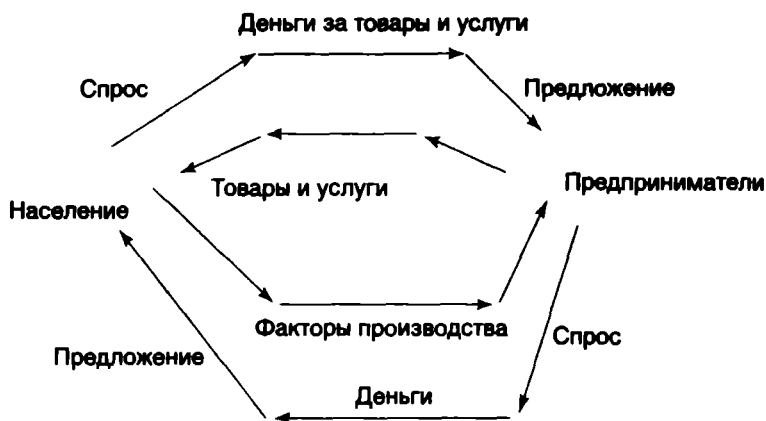 Деньги за товары и услуги
Спрос
Предложение
Товары и услуги
Предприниматели
Население
Факторы производства
Предложение
Спрос
Деньги